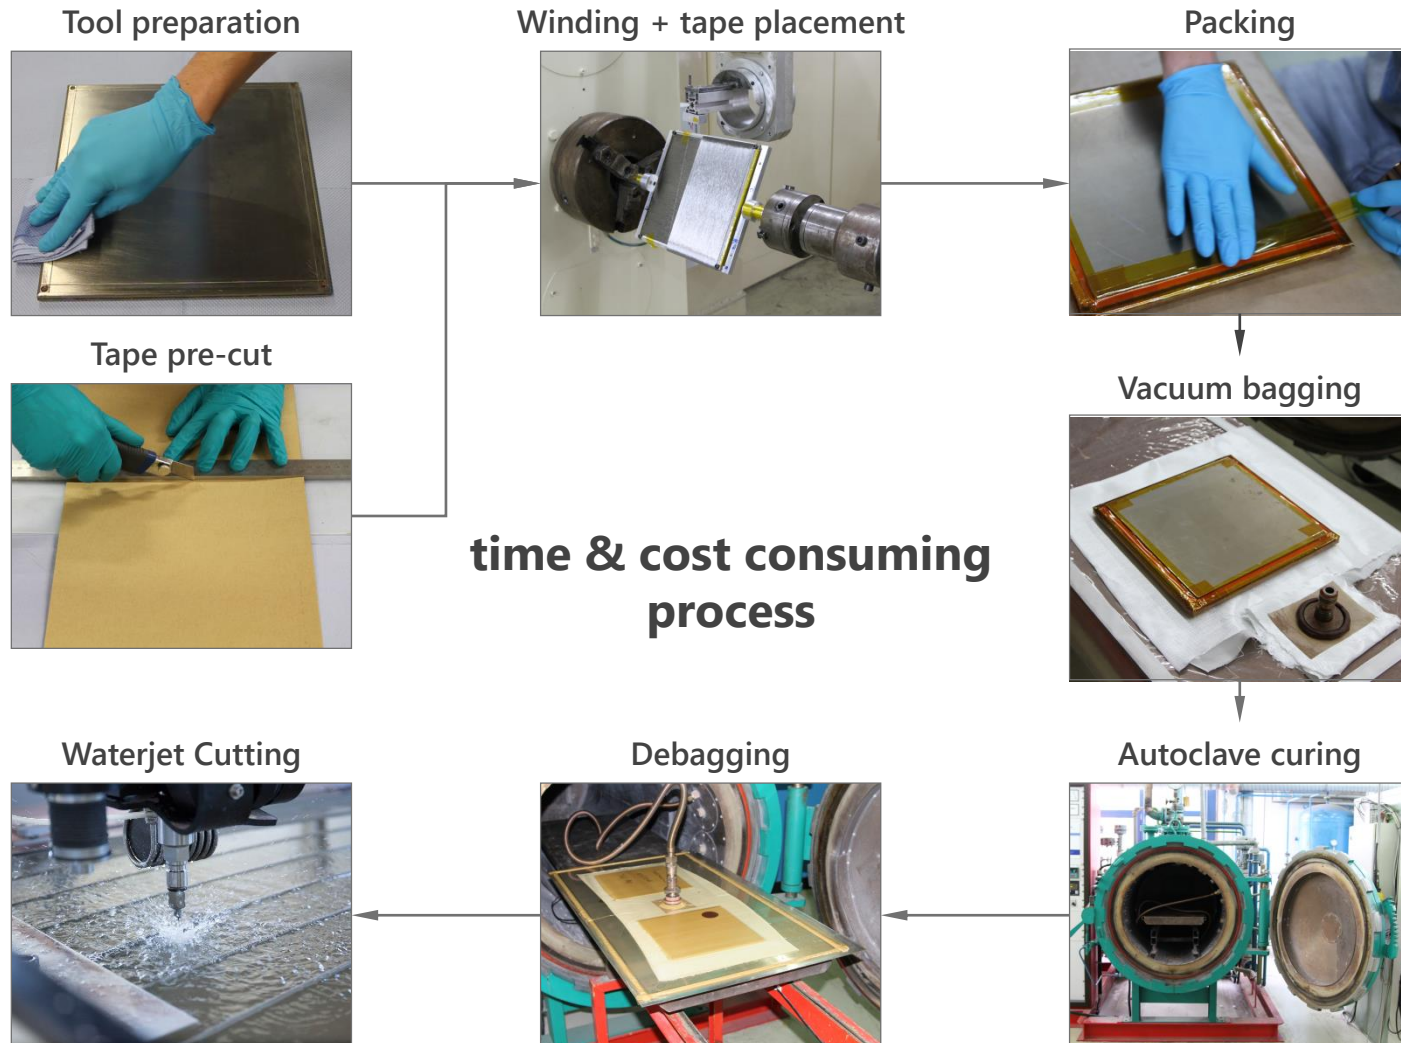 Tool preparation
Winding + tape placement
Packing
Tape pre-cut
Vacuum bagging
time & cost consuming
process
Waterjet Cutting
Debagging
Autoclave curing